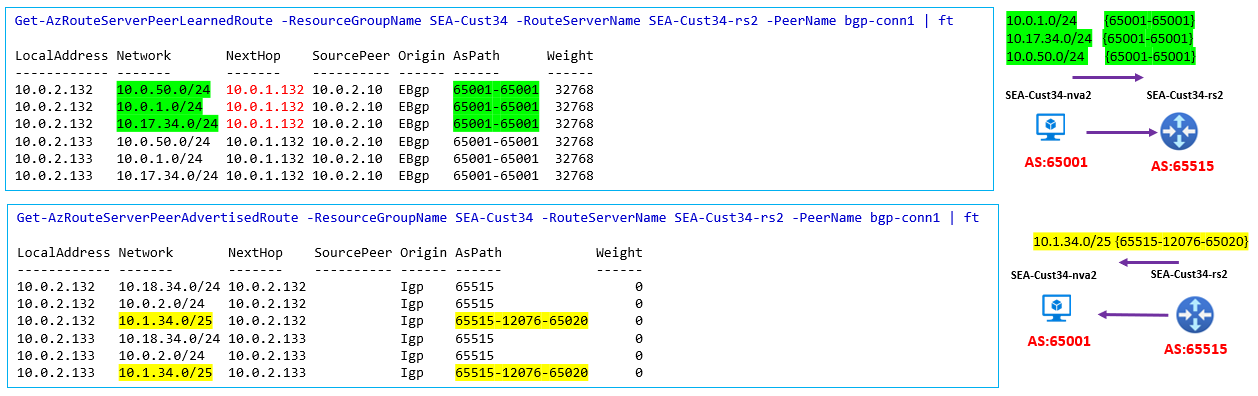 Get-AzRouteServerPeerLearnedRoute -ResourceGroupName SEA-Cust34 -RouteServerName SEA-Cust34-rs2 -PeerName bgp-conn1 | ft
LocalAddress Network NextHop SourcePeer Origin AsPath Weight
------------ ------- ------- ---------- ------ ------ ------
10.0.2.132 10.0.50.0/24 10.0.1.132 10.0.2.10 EBgp 65001-65001 32768
10.0.2.132 10.0.1.0/24 10.0.1.132 10.0.2.10 EBgp 65001-65001 32768
10.0.2.132 10.17.34.0/24 10.0.1.132 10.0.2.10 EBgp 65001-65001 32768
10.0.2.133 10.0.50.0/24 10.0.1.132 10.0.2.10 EBgp 65001-65001 32768
10.0.2.133 10.0.1.0/24 10.0.1.132 10.0.2.10 EBgp 65001-65001 32768
10.0.2.133 10.17.34.0/24 10.0.1.132 10.0.2.10 EBgp 65001-65001 32768
10.0.1.0/24 {65001-65001}
10.17.34.0/24 {65001-65001}
10.0.50.0/24 {65001-65001}
SEA-Cust34-nva2 SEA-Cust34-rs2
AS:65001 AS:65515
Get-AzRouteServerPeerAdvertisedRoute -ResourceGroupName SEA-Cust34 -RouteServerName SEA-Cust34-rs2 -PeerName bgp-conn1 | ft
LocalAddress Network NextHop SourcePeer Origin AsPath Weight
------------ ------- ------- ---------- ------ ------ ------
10.0.2.132 10.18.34.0/24 10.0.2.132 Igp 65515 0
10.0.2.132 10.0.2.0/24 10.0.2.132 Igp 65515 0
10.0.2.132 10.1.34.0/25 10.0.2.132 Igp 65515-12076-65020 0
10.0.2.133 10.18.34.0/24 10.0.2.133 Igp 65515 0
10.0.2.133 10.0.2.0/24 10.0.2.133 Igp 65515 0
10.0.2.133 10.1.34.0/25 10.0.2.133 Igp 65515-12076-65020 0
10.1.34.0/25 {65515-12076-65020}
SEA-Cust34-nva2 SEA-Cust34-rs2
AS:65001 AS:65515